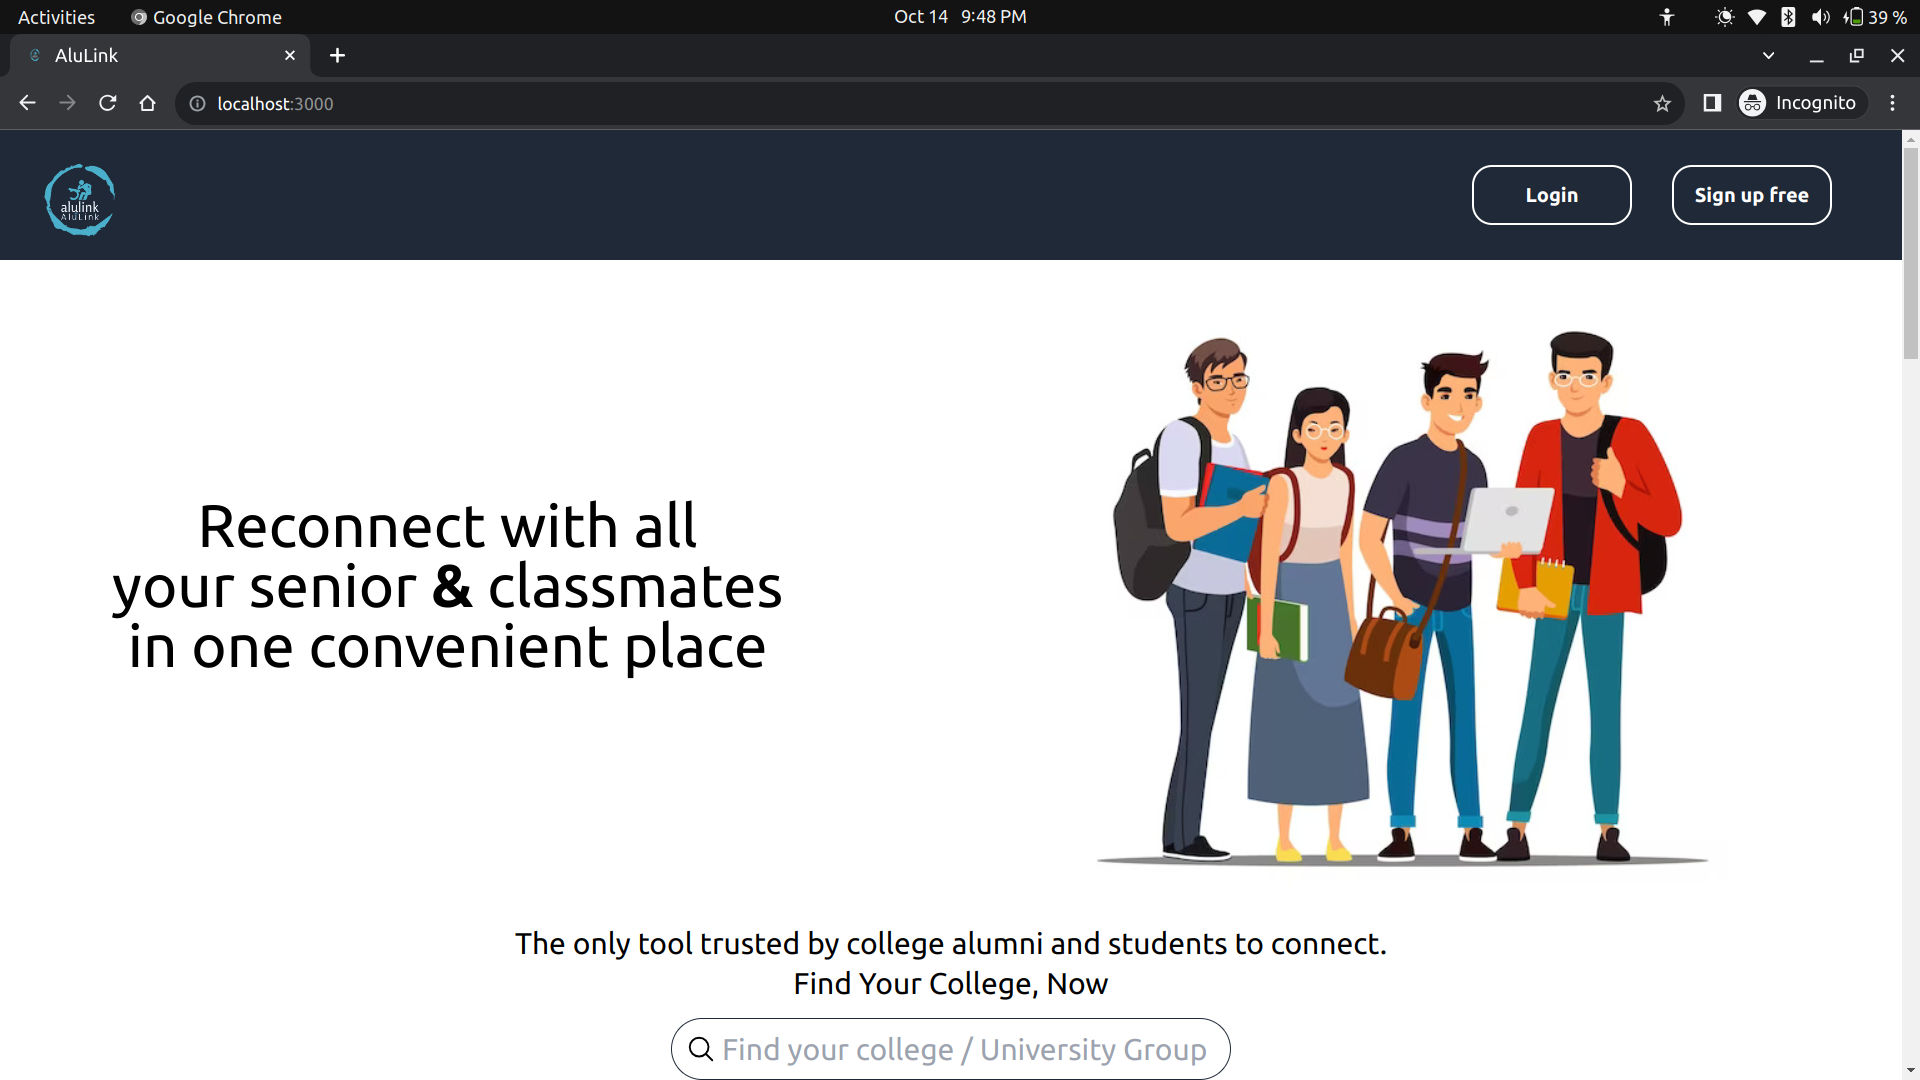 Activities
Google Chrome
Oct 14 9:48 PM
39 %
AluLink
localhost:3000
Incognito
alulink
AluLink
Login
Sign up free
Reconnect with all
your senior & classmates
in one convenient place
The only tool trusted by college alumni and students to connect.
Find Your College, Now
Find your college / University Group